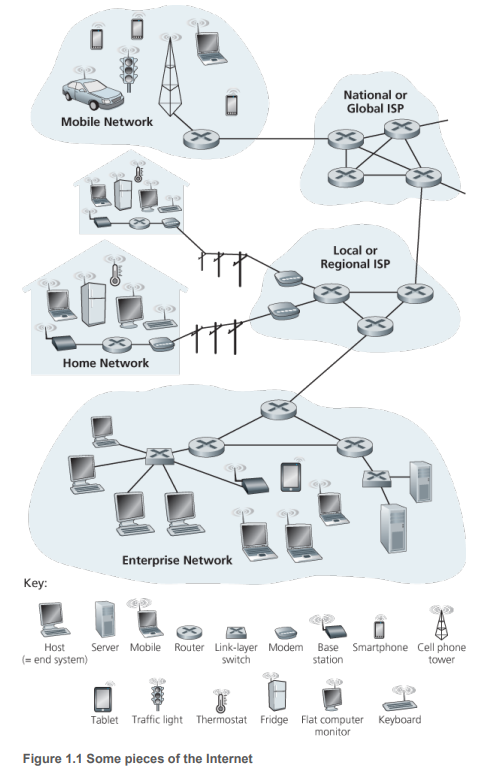 Mobile Network
National or
Global ISP
Local or
Regional ISP
Home Network
Enterprise Network
Key:
Host
(= end system)
Server
Mobile
Router
Link-layer
switch
Modem
Base
station
Smartphone
Cell phone
tower
Tablet
Traffic light
Thermostat
Fridge
Flat computer
monitor
Keyboard
Figure 1.1 Some pieces of the Internet